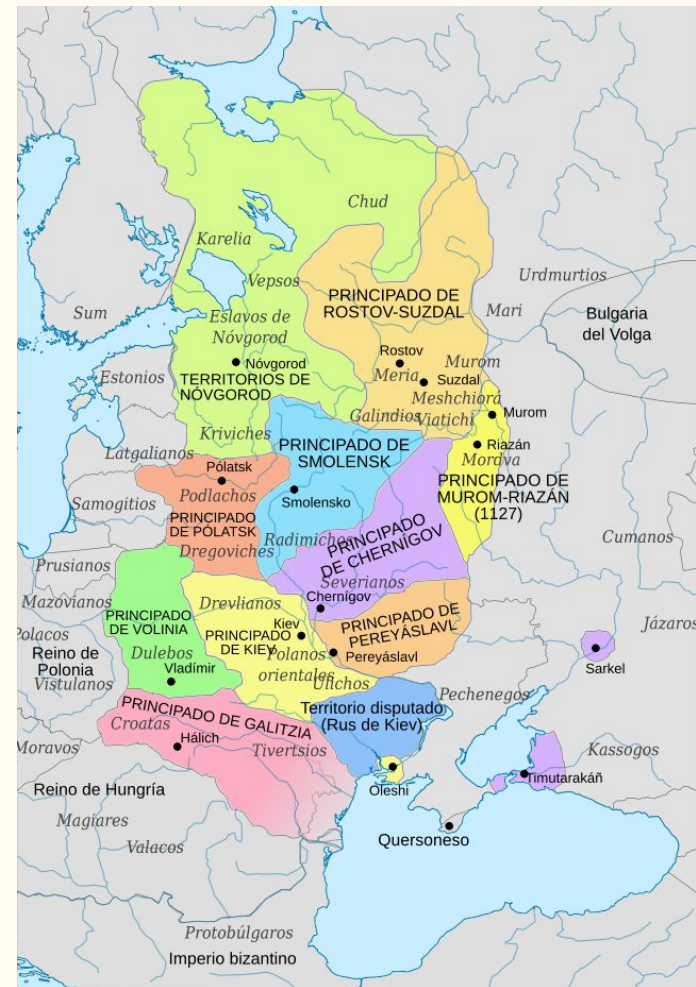 Chud
Karelia
Vepsos
Urdmurtios
PRINCIPADO DE
ROSTOV-SUZDAL
Mari
Bulgaria
del Volga
Sum
Eslavos de
Nóvgorod
Nóvgorod
Rostov
Meria
Suzdal
Murom
Estonios
TERRITORIOS DE
NÓVGOROD
Meshchiorá
Galindios
Viatichi
Murom
Kriviches
PRINCIPADO DE
SMOLENSK
Riazán
Mordva
Latgalianos
Pólatsk
Podlachos
Smolensko
PRINCIPADO DE
MUROM-RIAZÁN
(1127)
Samogitios
PRINCIPADO
DE PÓLATSK
Radimichos
PRINCIPADO
DE CHERNÍGOV
Dregoviches
Prusianos
Severianos
Mazovianos
Drevlianos
Chernígov
PRINCIPADO
DE VOLINIA
PRINCIPADO
DE KIEV
Kiev
PRINCIPADO DE
PEREYÁSLAVL
Polacos
Jázaros
Reino de
Polonia
Dulebos
Polanos
orientales
Pereyáslavl
Sarkel
Vladímir
Vistulanos
Ulichos
Pechenegos
Cumanos
PRINCIPADO DE GALITZIA
Territorio disputado
(Rus de Kiev)
Croatas
Hálich
Tivertsios
Moravos
Kassogos
Oleshi
Timutarakáñ
Reino de Hungría
Magiares
Valacos
Quersoneso
Protobúlgaros
Imperio bizantino